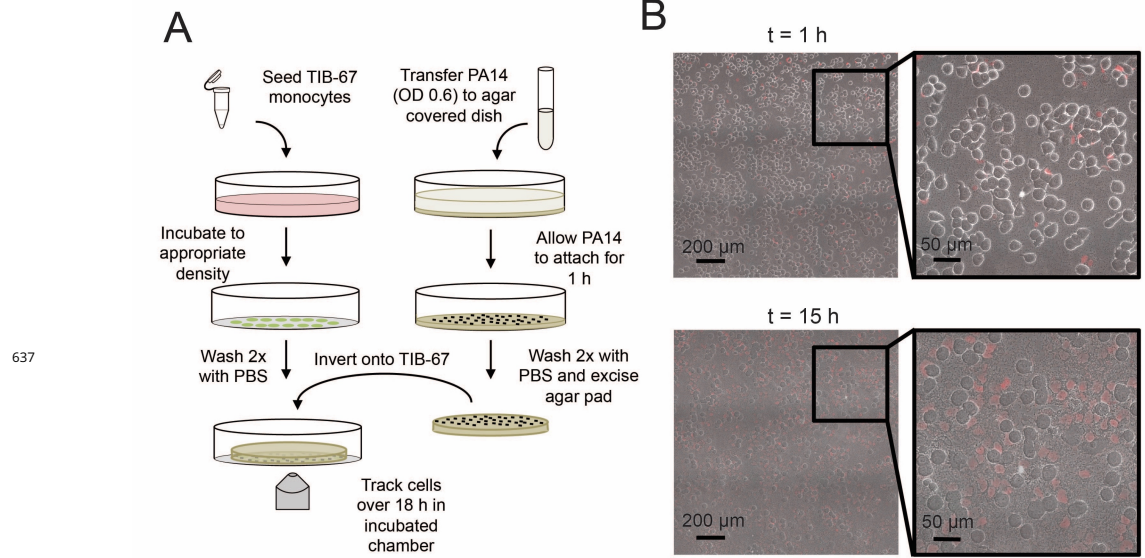 A
Seed TIB-67
monocytes
Transfer PA14
(OD 0.6) to agar
covered dish
Incubate to
appropriate
density
Allow PA14
to attach for
1 h
Wash 2x
with PBS
Invert onto TIB-67
Wash 2x with
PBS and excise
agar pad
Track cells
over 18 h in
incubated
chamber
B
t = 1 h
200 µm
50 µm
t = 15 h
200 µm
50 µm
637